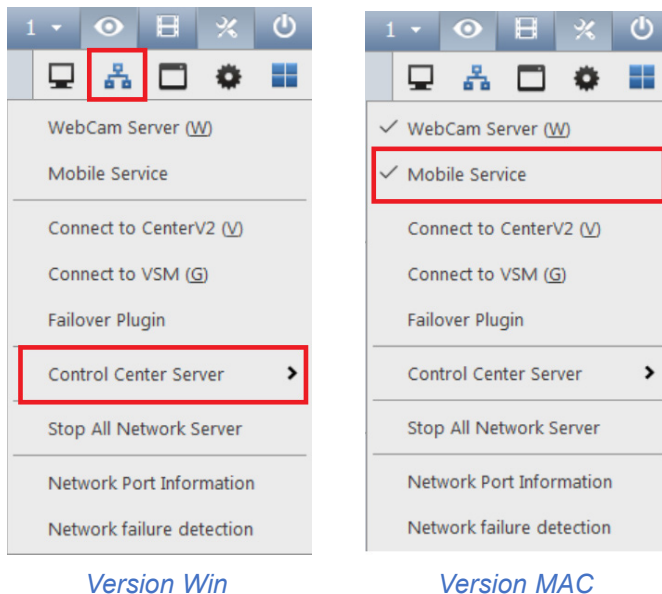 1
WebCam Server (W)
Mobile Service
Connect to CenterV2 (V)
Connect to VSM (G)
Failover Plugin
Control Center Server
Stop All Network Server
Network Port Information
Network failure detection
Version Win
1
WebCam Server (W)
Mobile Service
Connect to CenterV2 (V)
Connect to VSM (G)
Failover Plugin
Control Center Server
Stop All Network Server
Network Port Information
Network failure detection
Version MAC